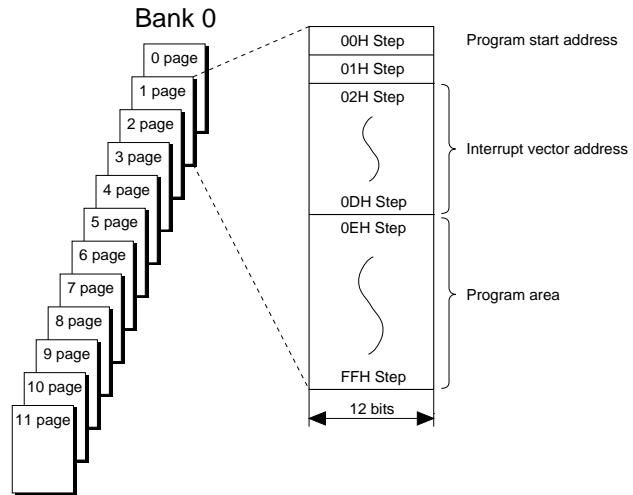 Bank 0
0 page
1 page
2 page
3 page
4 page
5 page
6 page
7 page
8 page
9 page
10 page
11 page
00H Step
Program start address
01H Step
02H Step
Interrupt vector address
0DH Step
0EH Step
Program area
FFH Step
12 bits